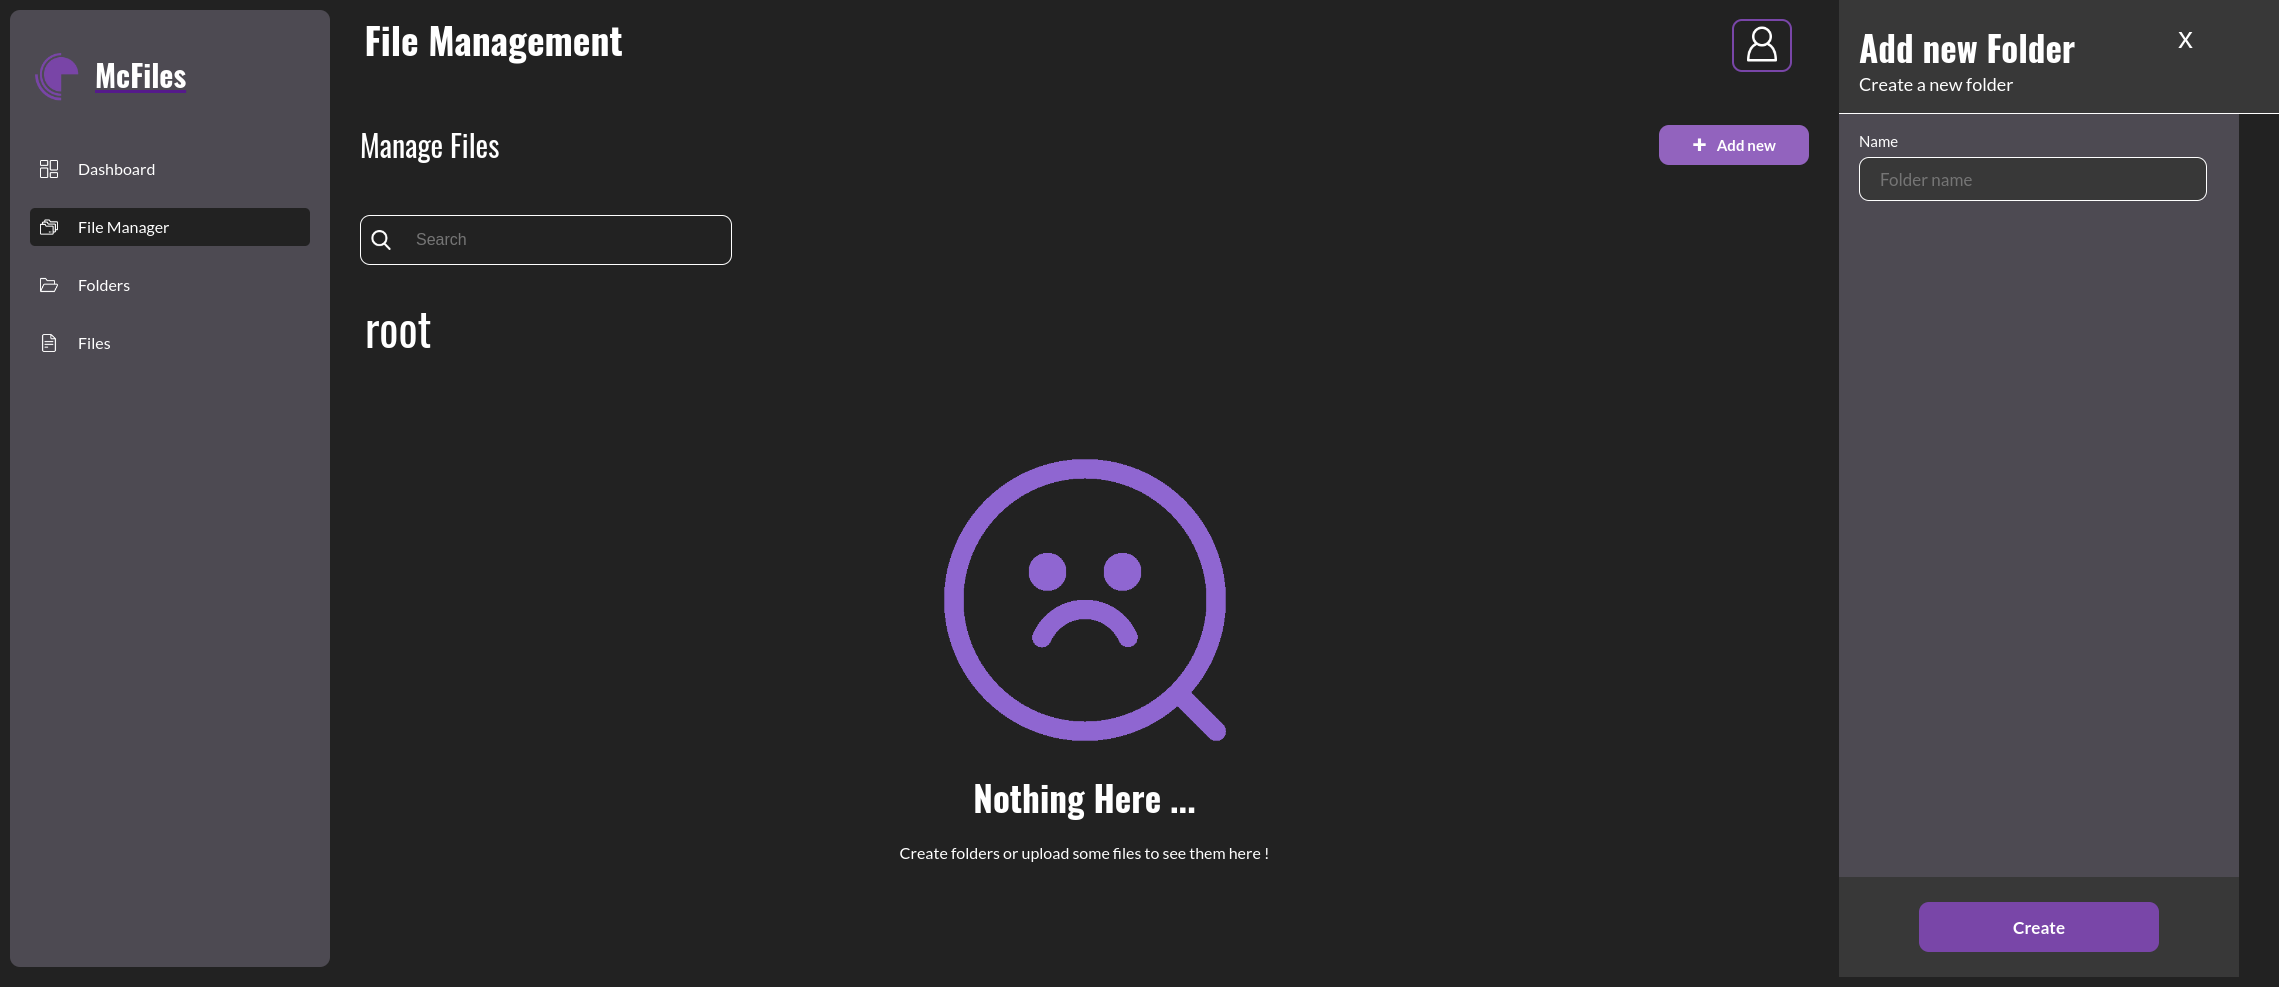 McFiles
Dashboard
File Manager
Folders
Files
File Management
Manage Files
+ Add new
Search
root
Nothing Here ...
Create folders or upload some files to see them here !
Add new Folder
X
Create a new folder
Name
Folder name
Create